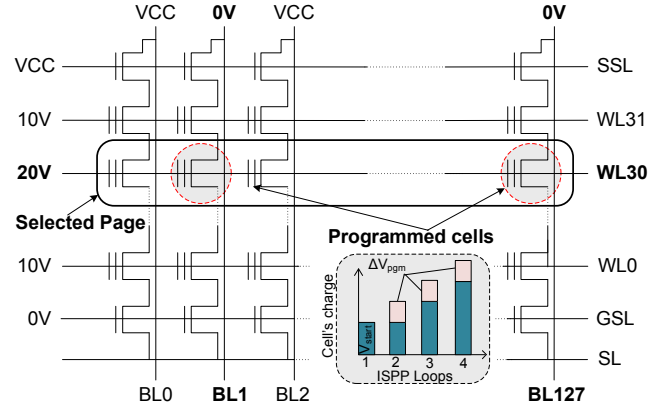 VCC 0V VCC 0V
VCC SSL
10V WL31
20V WL30
Selected Page
Programmed cells
10V WL0
0V GSL
SL
ΔVpgm
Cell's charge
Vstart
1 2 3 4
ISPP Loops
BL0 BL1 BL2 BL127